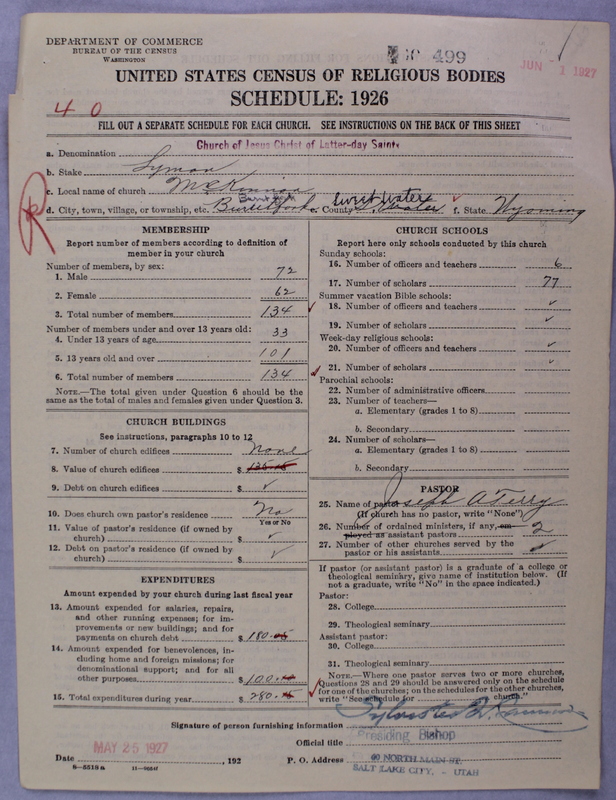 DEPARTMENT OF COMMERCE
BUREAU OF THE CENSUS
WASHINGTON
499
JUN 1 1927
UNITED STATES CENSUS OF RELIGIOUS BODIES
SCHEDULE: 1926
4 0
FILL OUT A SEPARATE SCHEDULE FOR EACH CHURCH. SEE INSTRUCTIONS ON THE BACK OF THIS SHEET
a. Denomination Church of Jesus Christ of Latter-day Saints
b. Stake Lyman
c. Local name of church McKinnon
d. City, town, village, or township, etc. Burntfork e. County Sweetwater f. State Wyoming
MEMBERSHIP
Report number of members according to definition of
member in your church
Number of members, by sex:
1. Male 72
2. Female 62
3. Total number of members 134
Number of members under and over 13 years old:
4. Under 13 years of age 33
5. 13 years old and over 101
6. Total number of members 134
NOTE.—The total given under Question 6 should be
same as the total of males and females given under Question 3.
CHURCH BUILDINGS
See instructions, paragraphs 10 to 12
7. Number of church edifices None
8. Value of church edifices $
9. Debt on church edifices $ ✓
10. Does church own pastor's residence No
Yes or No
11. Value of pastor's residence (if owned by
church) $ ✓
12. Debt on pastor's residence (if owned by
church) $ ✓
EXPENDITURES
Amount expended by your church during last fiscal year
13. Amount expended for salaries, repairs,
and other running expenses; for im-
provements or new buildings; and for
payments on church debt $ 180
14. Amount expended for benevolences, in-
cluding home and foreign missions; for
denominational support; and for all
other purposes $ 100
15. Total expenditures during year $ 280
CHURCH SCHOOLS
Report here only schools conducted by this church
Sunday schools:
16. Number of officers and teachers 6
17. Number of scholars 77
Summer vacation Bible schools:
18. Number of officers and teachers ✓
19. Number of scholars ✓
Week-day religious schools:
20. Number of officers and teachers ✓
21. Number of scholars ✓
Parochial schools:
22. Number of administrative officers
23. Number of teachers—
a. Elementary (grades 1 to 8)
b. Secondary
24. Number of scholars—
a. Elementary (grades 1 to 8)
b. Secondary
PASTOR
25. Name of pastor Joseph A Terry
(If church has no pastor, write "None")
26. Number of ordained ministers, if any, em-
ployed as assistant pastors 2
27. Number of other churches served by the
pastor or his assistants ✓
If pastor (or assistant pastor) is a graduate of a college or
theological seminary, give name of institution below. (If
not a graduate, write "No" in the space indicated.)
Pastor:
28. College
29. Theological seminary
Assistant pastor:
30. College
31. Theological seminary
NOTE.—Where one pastor serves two or more churches,
Questions 28 and 29 should be answered only on the schedule
for one of the churches; on the schedules for the other churches,
write "See schedule for church."
Signature of person furnishing information Sylvester Q. Cannon
Official title Presiding Bishop
Date MAY 25 1927, 192 P. O. Address 40 NORTH MAIN ST.
SALT LAKE CITY, - UTAH
8—5518a 11—9054f